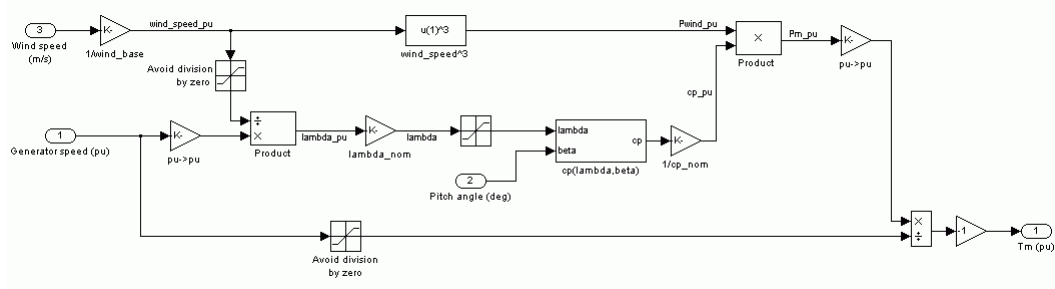 3
Wind speed
(m/s)
K-
1/wind_base
wind_speed_pu
u(1)^3
wind_speed^3
Pwind_pu
×
Product
Pm_pu
K-
pu->pu
Avoid division
by zero
cp_pu
1
Generator speed (pu)
K-
pu->pu
÷
×
Product
lambda_pu
K-
lambda_nom
lambda
lambda
beta
cp
cp(lambda,beta)
K-
1/cp_nom
2
Pitch angle (deg)
Avoid division
by zero
×
÷
-1
1
Tm (pu)